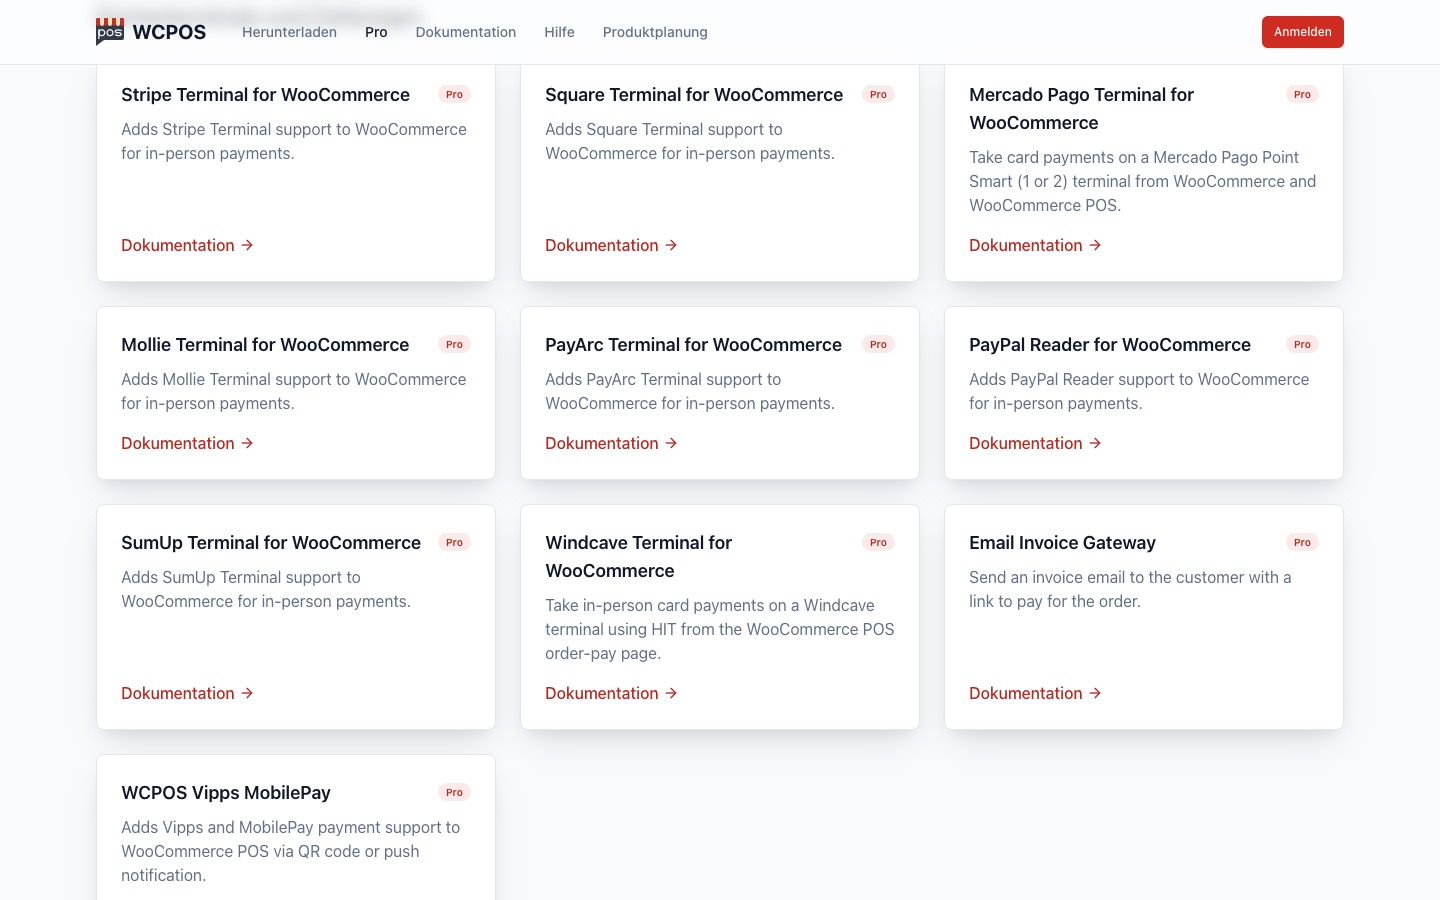 pos WCPOS Herunterladen Pro Dokumentation Hilfe Produktplanung Anmelden
Stripe Terminal for WooCommerce Pro
Adds Stripe Terminal support to WooCommerce
for in-person payments.
Dokumentation →
Square Terminal for WooCommerce Pro
Adds Square Terminal support to
WooCommerce for in-person payments.
Dokumentation →
Mercado Pago Terminal for Pro
WooCommerce
Take card payments on a Mercado Pago Point
Smart (1 or 2) terminal from WooCommerce and
WooCommerce POS.
Dokumentation →
Mollie Terminal for WooCommerce Pro
Adds Mollie Terminal support to WooCommerce
for in-person payments.
Dokumentation →
PayArc Terminal for WooCommerce Pro
Adds PayArc Terminal support to
WooCommerce for in-person payments.
Dokumentation →
PayPal Reader for WooCommerce Pro
Adds PayPal Reader support to WooCommerce
for in-person payments.
Dokumentation →
SumUp Terminal for WooCommerce Pro
Adds SumUp Terminal support to
WooCommerce for in-person payments.
Dokumentation →
Windcave Terminal for Pro
WooCommerce
Take in-person card payments on a Windcave
terminal using HIT from the WooCommerce POS
order-pay page.
Dokumentation →
Email Invoice Gateway Pro
Send an invoice email to the customer with a
link to pay for the order.
Dokumentation →
WCPOS Vipps MobilePay Pro
Adds Vipps and MobilePay payment support to
WooCommerce POS via QR code or push
notification.